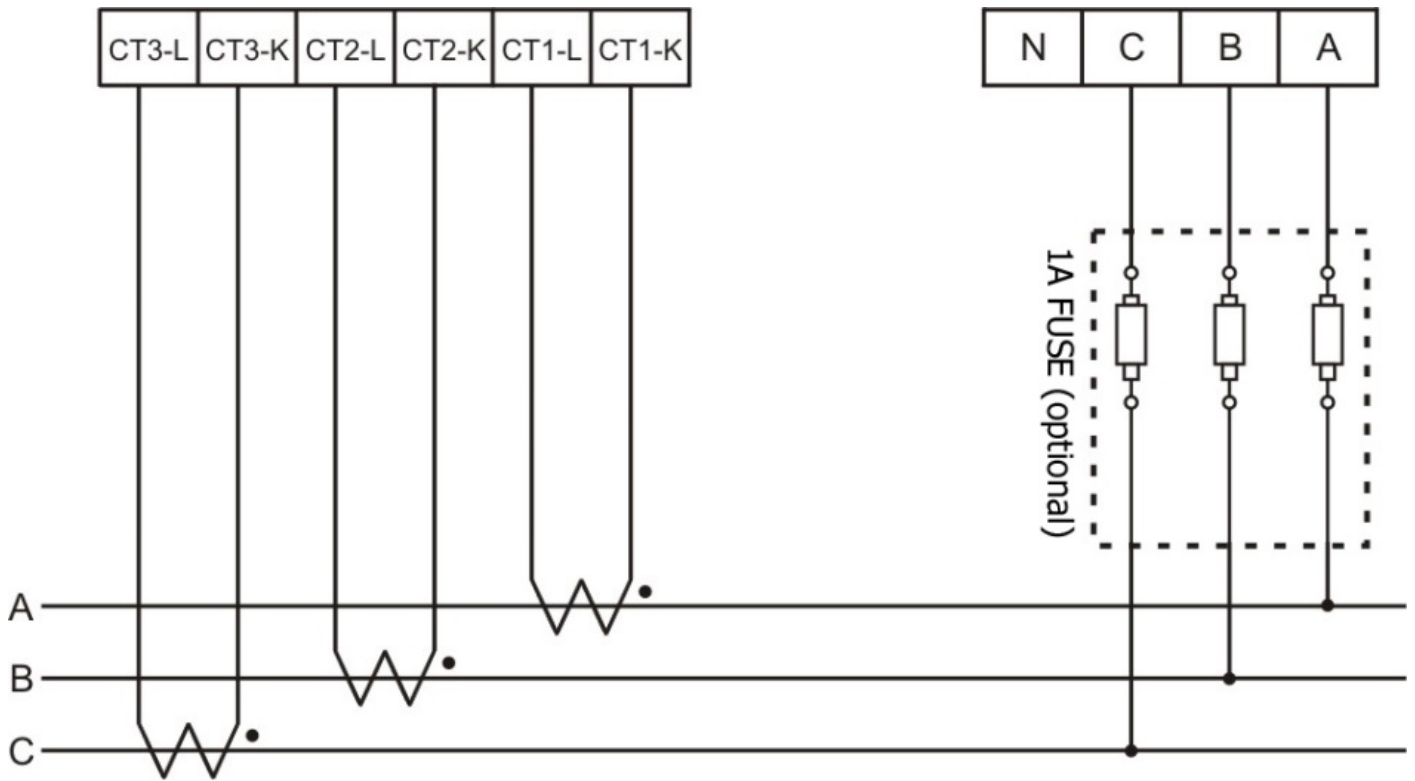 CT3-L CT3-K CT2-L CT2-K CT1-L CT1-K
N C B A
1A FUSE (optional)
A
B
C